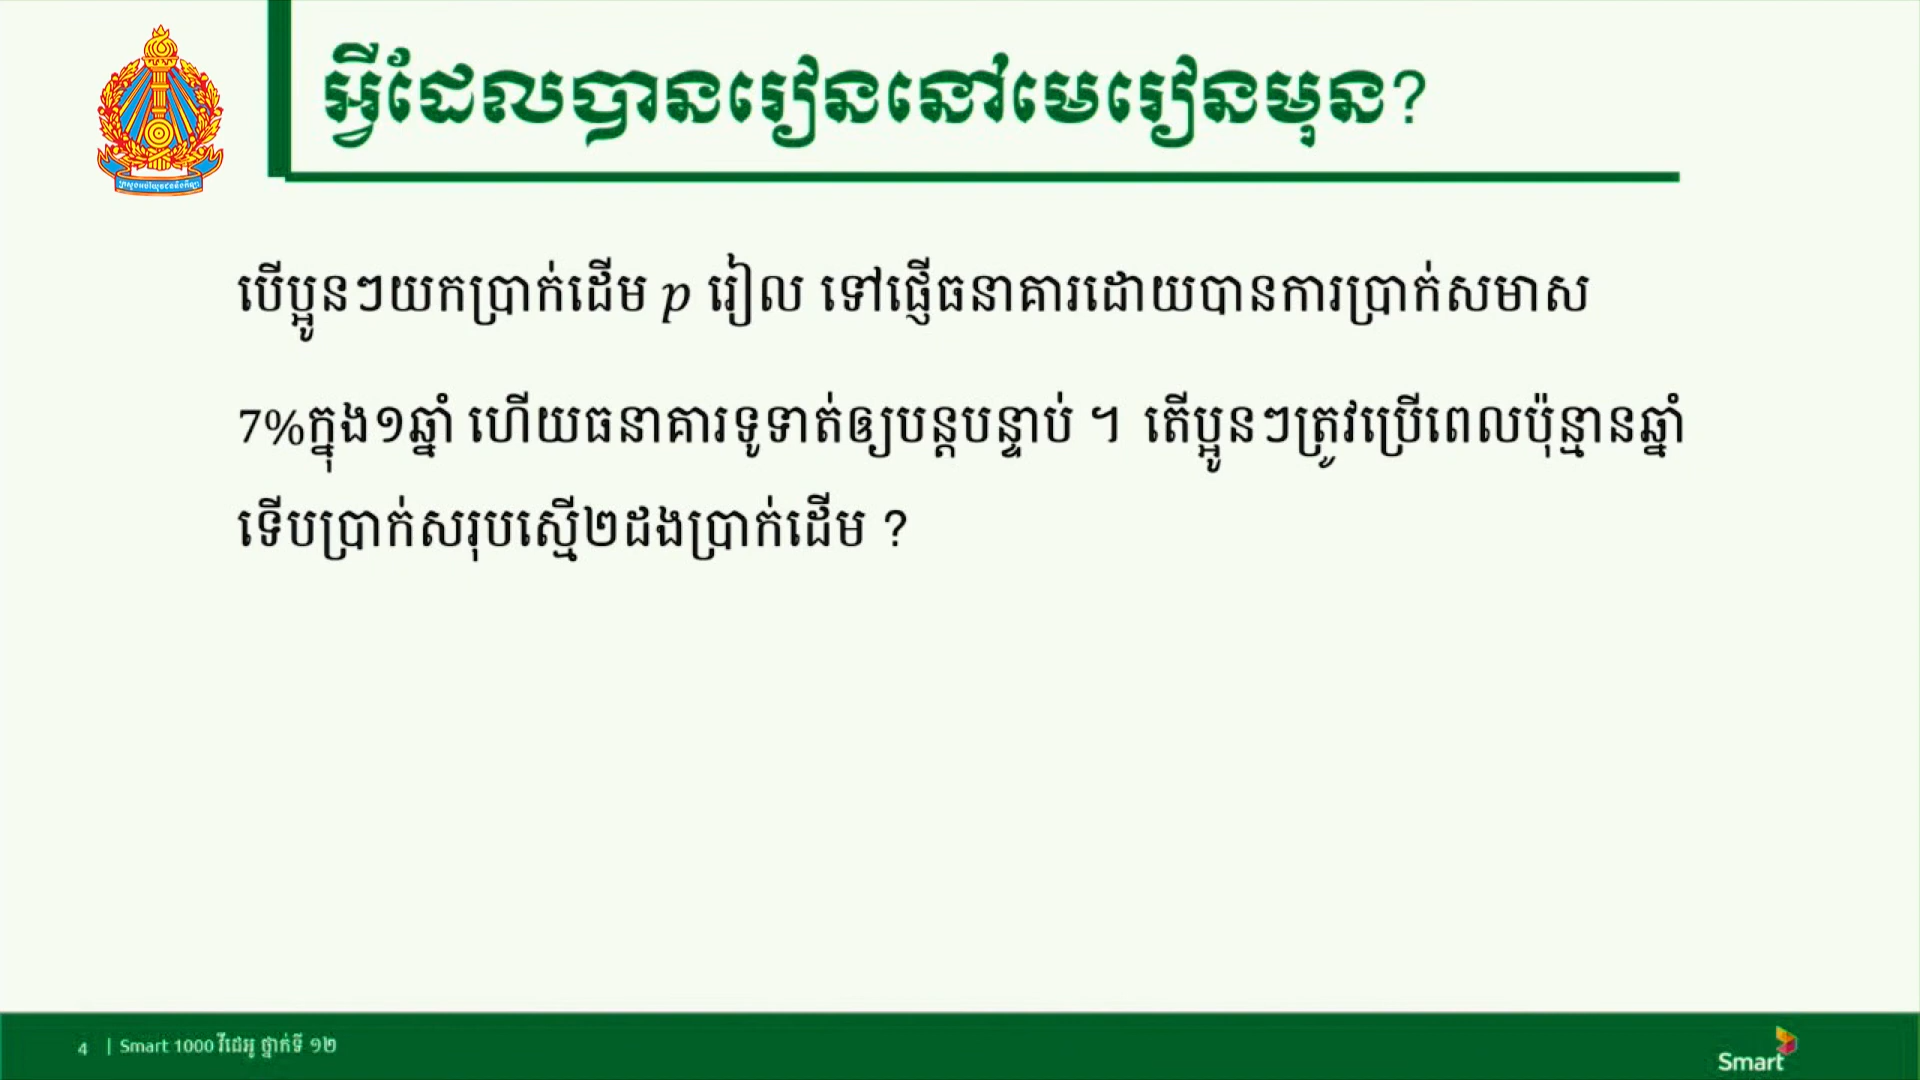 អ្វីដែលបានរៀននៅមេរៀនមុន?
បើប្អូនៗយកប្រាក់ដើម p រៀល ទៅផ្ញើធនាគារដោយបានការប្រាក់សមាស
7%ក្នុង១ឆ្នាំ ហើយធនាគារទូទាត់ឲ្យបន្តបន្ទាប់ ។ តើប្អូនៗត្រូវប្រើពេលប៉ុន្មានឆ្នាំ
ទើបប្រាក់សរុបស្មើ២ដងប្រាក់ដើម ?
4 | Smart 1000 វីដេអូ ថ្នាក់ទី ១២
Smart